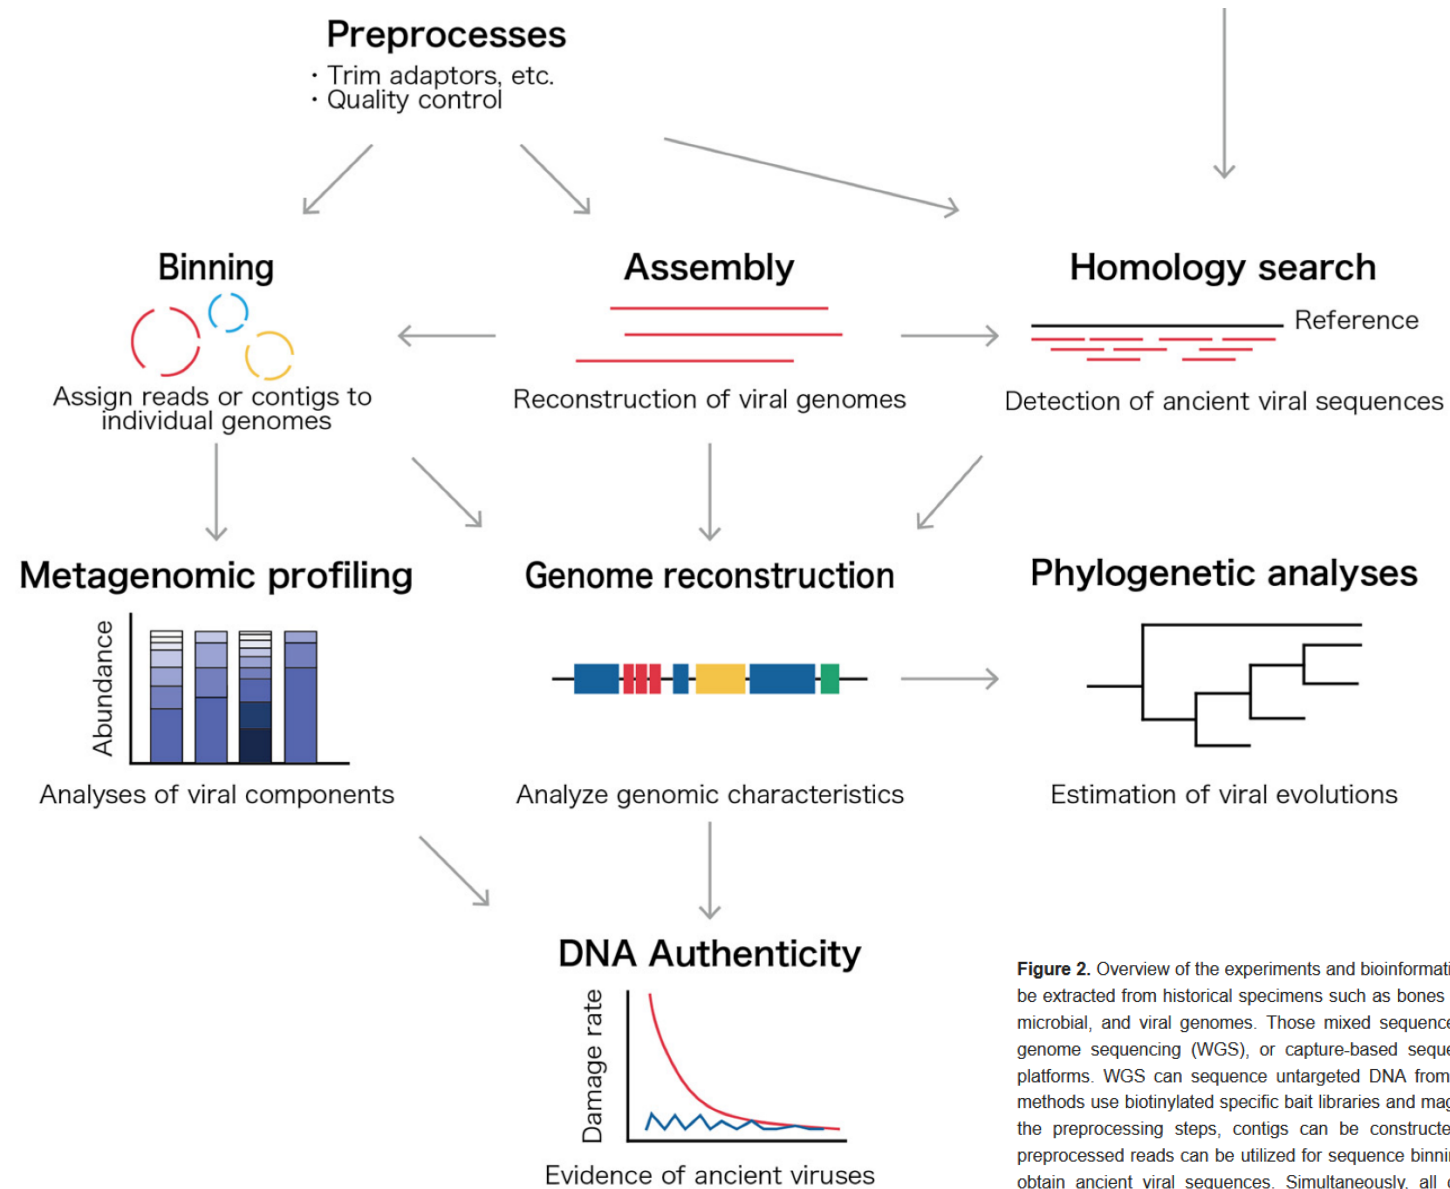 Preprocesses
・Trim adaptors, etc.
・Quality control
Binning
Assign reads or contigs to
individual genomes
Assembly
Reconstruction of viral genomes
Homology search
Reference
Detection of ancient viral sequences
Metagenomic profiling
Abundance
Analyses of viral components
Genome reconstruction
Analyze genomic characteristics
Phylogenetic analyses
Estimation of viral evolutions
DNA Authenticity
Damage rate
Evidence of ancient viruses
Figure 2. Overview of the experiments and bioinformati
be extracted from historical specimens such as bones
microbial, and viral genomes. Those mixed sequence
genome sequencing (WGS), or capture-based seque
platforms. WGS can sequence untargeted DNA from
methods use biotinylated specific bait libraries and mag
the preprocessing steps, contigs can be constructe
preprocessed reads can be utilized for sequence binnin
obtain ancient viral sequences. Simultaneously, all